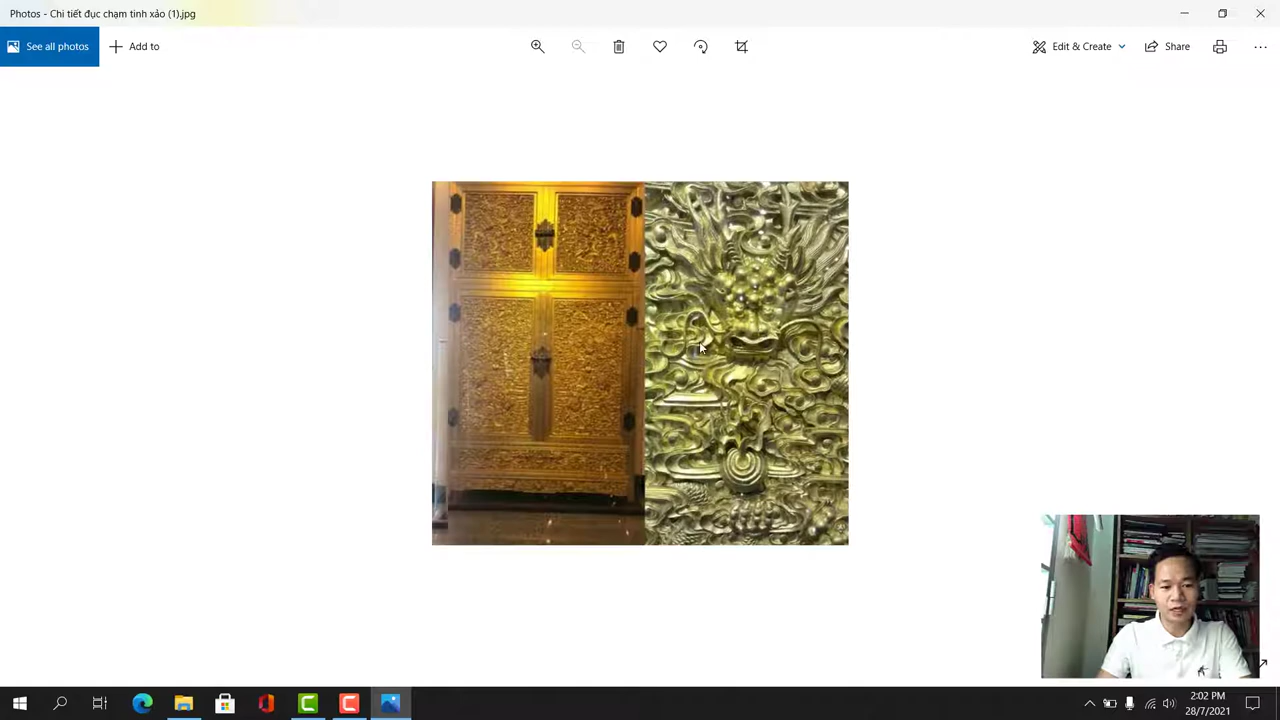 Photos - Chi tiết đục chạm tinh xảo (1).jpg
See all photos
Add to
Edit & Create
Share
2:02 PM
28/7/2021